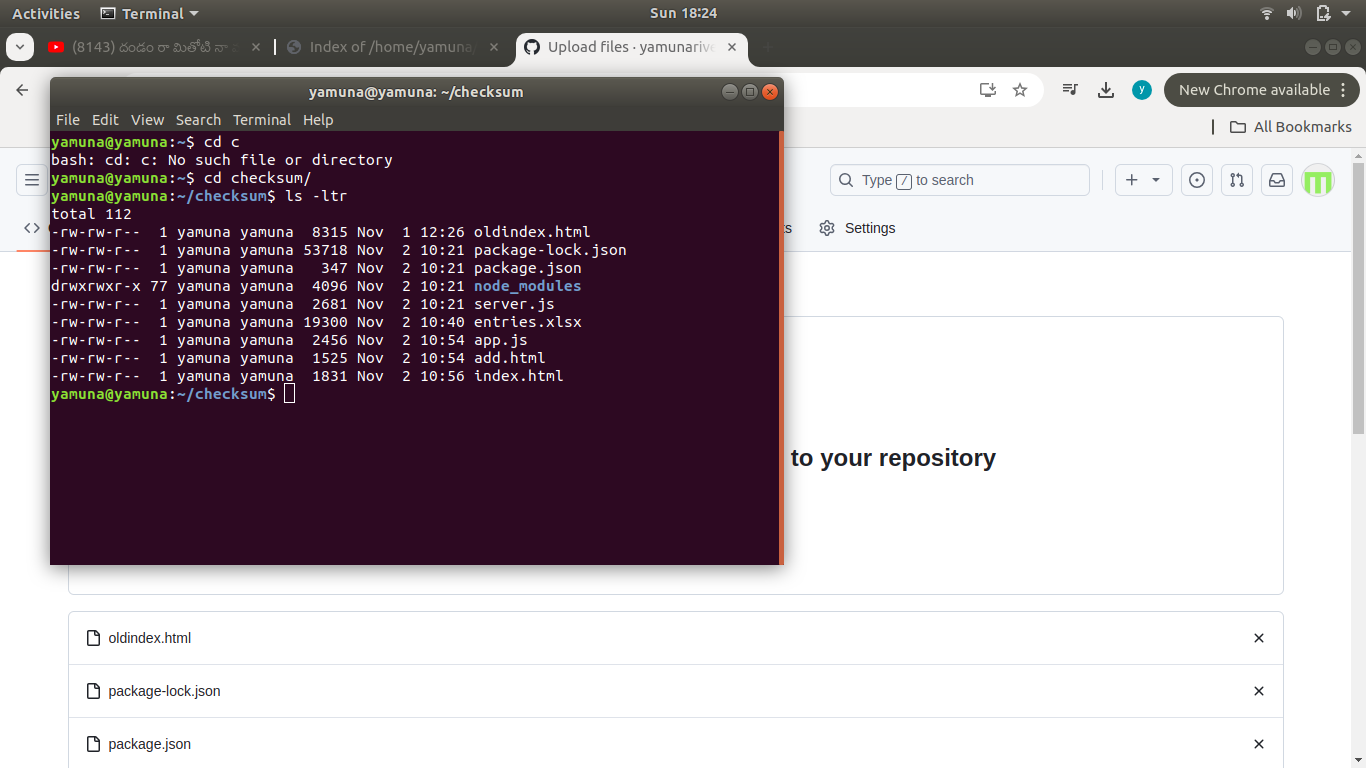 Activities Terminal Sun 18:24
(8143) దండం రా మితోటి నా
Index of /home/yamuna/
Upload files · yamunarive
y New Chrome available
All Bookmarks
yamuna@yamuna: ~/checksum
File Edit View Search Terminal Help
yamuna@yamuna:~$ cd c
bash: cd: c: No such file or directory
yamuna@yamuna:~$ cd checksum/
yamuna@yamuna:~/checksum$ ls -ltr
total 112
-rw-rw-r--  1 yamuna yamuna  8315 Nov  1 12:26 oldindex.html
-rw-rw-r--  1 yamuna yamuna 53718 Nov  2 10:21 package-lock.json
-rw-rw-r--  1 yamuna yamuna   347 Nov  2 10:21 package.json
drwxrwxr-x 77 yamuna yamuna  4096 Nov  2 10:21 node_modules
-rw-rw-r--  1 yamuna yamuna  2681 Nov  2 10:21 server.js
-rw-rw-r--  1 yamuna yamuna 19300 Nov  2 10:40 entries.xlsx
-rw-rw-r--  1 yamuna yamuna  2456 Nov  2 10:54 app.js
-rw-rw-r--  1 yamuna yamuna  1525 Nov  2 10:54 add.html
-rw-rw-r--  1 yamuna yamuna  1831 Nov  2 10:56 index.html
yamuna@yamuna:~/checksum$
Type / to search
Settings
to your repository
oldindex.html
package-lock.json
package.json